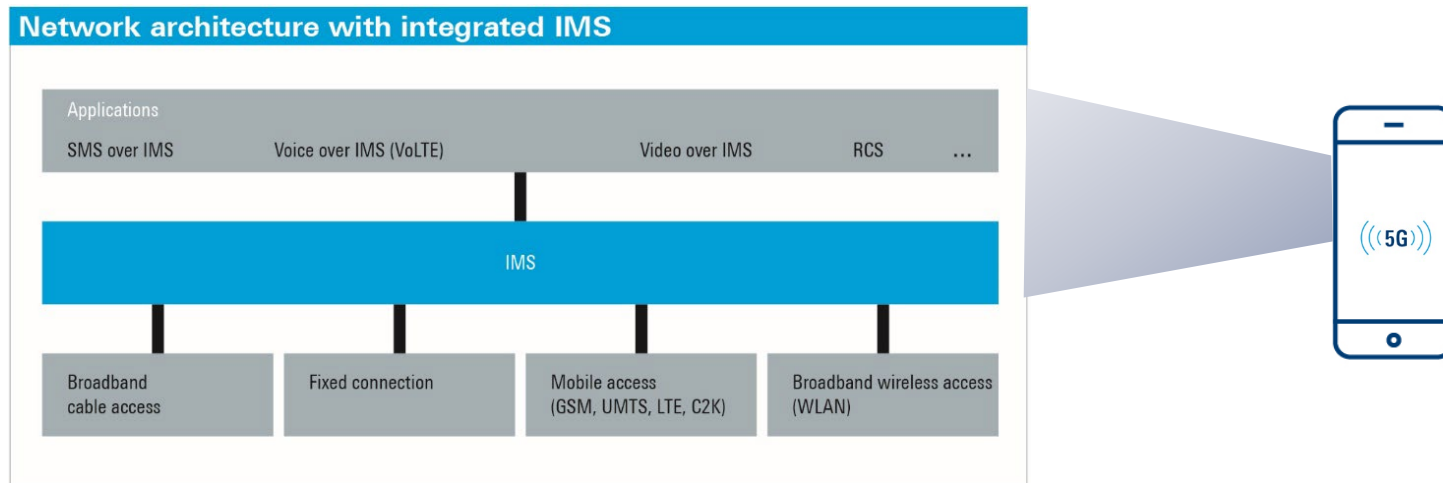 Network architecture with integrated IMS
Applications
SMS over IMS Voice over IMS (VoLTE) Video over IMS RCS ...
IMS
Broadband
cable access
Fixed connection
Mobile access
(GSM, UMTS, LTE, C2K)
Broadband wireless access
(WLAN)
(((5G)))